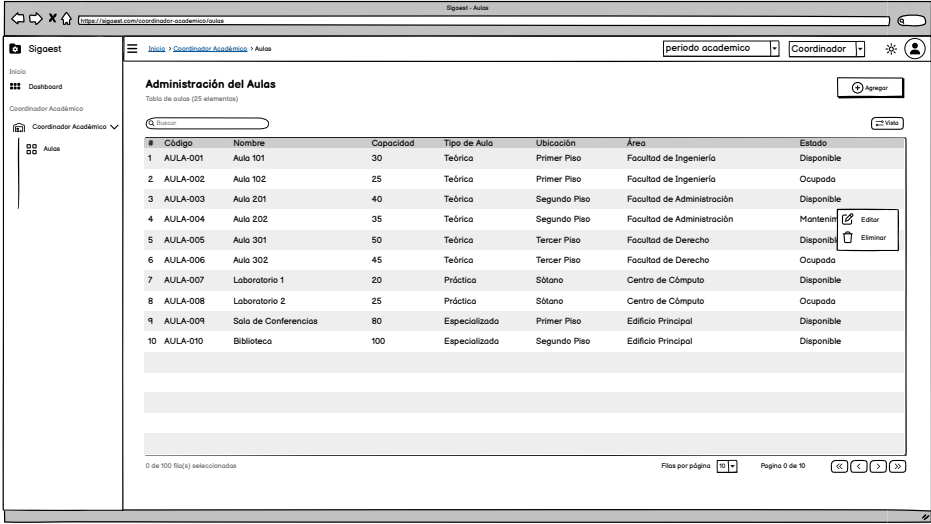 Sigaest - Aulas
https://sigaest.com/coordinador-academico/aulas
Sigaest
Inicio > Coordinador Académico > Aulas
periodo academico
Coordinador
Inicio
Dashboard
Coordinador Académico
Coordinador Académico
Aulas
Administración del Aulas
Tabla de aulas (25 elementos)
Agregar
Buscar
Vista
# Código Nombre Capacidad Tipo de Aula Ubicación Área Estado
1 AULA-001 Aula 101 30 Teórica Primer Piso Facultad de Ingeniería Disponible
2 AULA-002 Aula 102 25 Teórica Primer Piso Facultad de Ingeniería Ocupada
3 AULA-003 Aula 201 40 Teórica Segundo Piso Facultad de Administración Disponible
4 AULA-004 Aula 202 35 Teórica Segundo Piso Facultad de Administración Mantenim
Editar
5 AULA-005 Aula 301 50 Teórica Tercer Piso Facultad de Derecho Disponibl
Eliminar
6 AULA-006 Aula 302 45 Teórica Tercer Piso Facultad de Derecho Ocupada
7 AULA-007 Laboratorio 1 20 Práctica Sótano Centro de Cómputo Disponible
8 AULA-008 Laboratorio 2 25 Práctica Sótano Centro de Cómputo Ocupada
9 AULA-009 Sala de Conferencias 80 Especializada Primer Piso Edificio Principal Disponible
10 AULA-010 Biblioteca 100 Especializada Segundo Piso Edificio Principal Disponible
0 de 100 fila(s) seleccionadas
Filas por página 10
Pagina 0 de 10